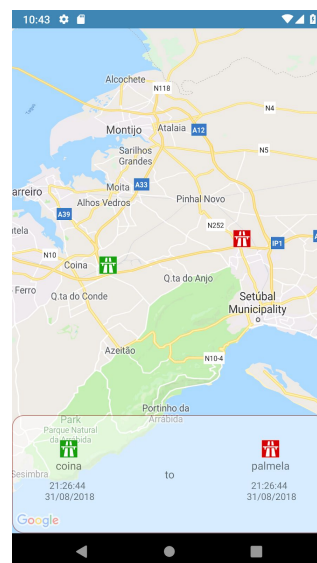 10:43
Alcochete
N118
N4
Montijo
Atalaia
A12
Sarilhos
Grandes
N5
arreiro
Moita
A33
Alhos Vedros
Pinhal Novo
A39
tela
N252
IP1
A
N10
Coina
Q.ta do Anjo
Ferro
Q.ta do Conde
Setúbal
Municipality
Azeitão
N10-4
Portinho da
Arrábida
Park
Parque Natural
da Arrábida
Sesimbra
coina
to
palmela
21:26:44
31/08/2018
21:26:44
31/08/2018
Google